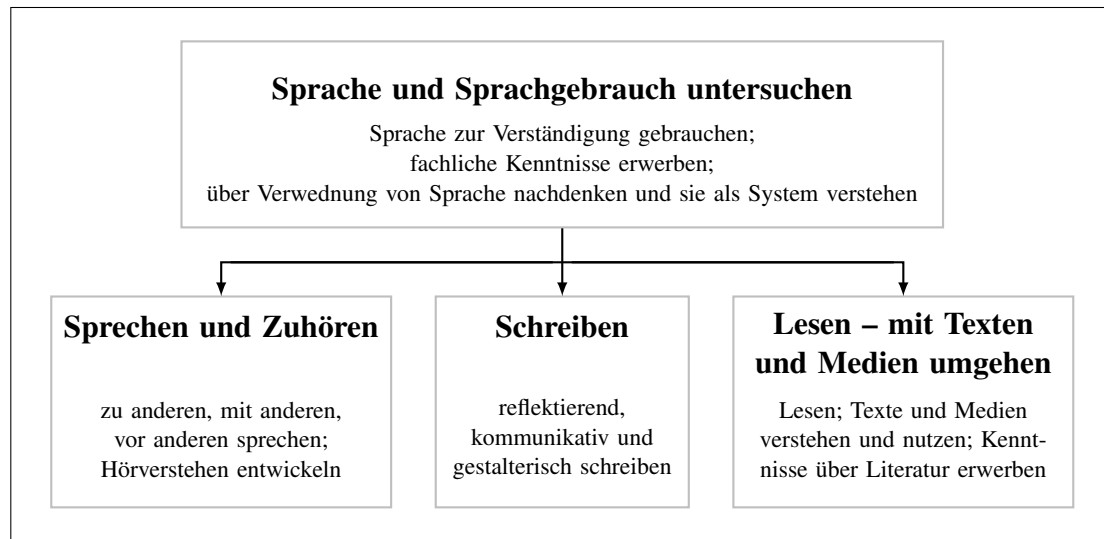 Sprache und Sprachgebrauch untersuchen
Sprache zur Verständigung gebrauchen;
fachliche Kenntnisse erwerben;
über Verwednung von Sprache nachdenken und sie als System verstehen
Sprechen und Zuhören
zu anderen, mit anderen,
vor anderen sprechen;
Hörverstehen entwickeln
Schreiben
reflektierend,
kommunikativ und
gestalterisch schreiben
Lesen – mit Texten
und Medien umgehen
Lesen; Texte und Medien
verstehen und nutzen; Kennt-
nisse über Literatur erwerben